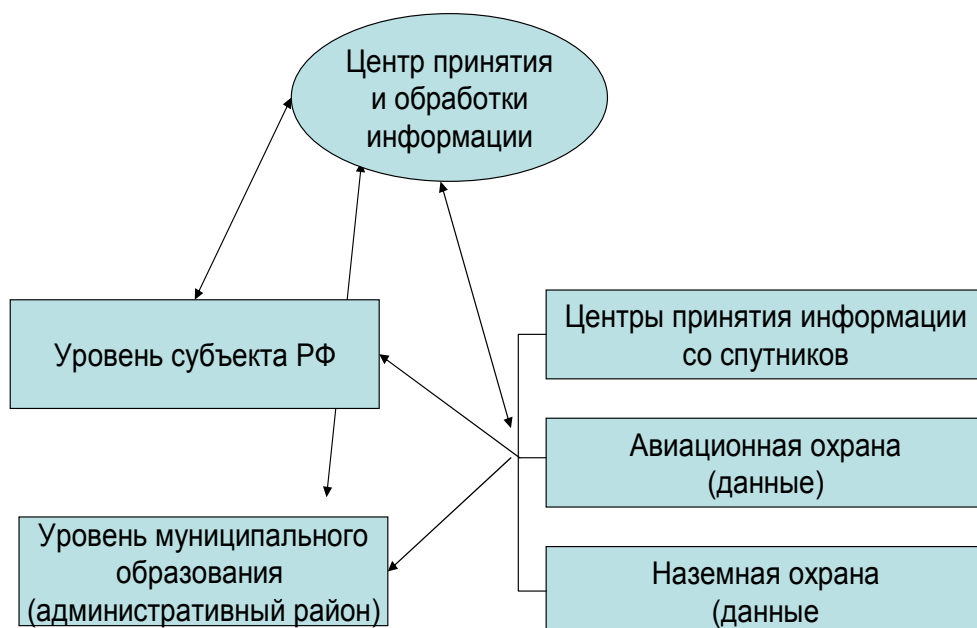 Центр принятия
и обработки
информации
Уровень субъекта РФ
Центры принятия информации
со спутников
Авиационная охрана
(данные)
Уровень муниципального
образования
(административный район)
Наземная охрана
(данные